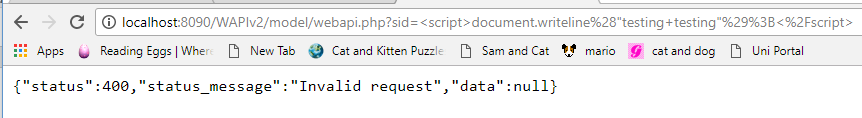 localhost:8090/WAPIv2/model/webapi.php?sid=<script>document.writeline%28"testing+testing"%29%3B<%2Fscript>
Apps Reading Eggs | Where New Tab Cat and Kitten Puzzle Sam and Cat mario cat and dog Uni Portal
{"status":400,"status_message":"Invalid request","data":null}